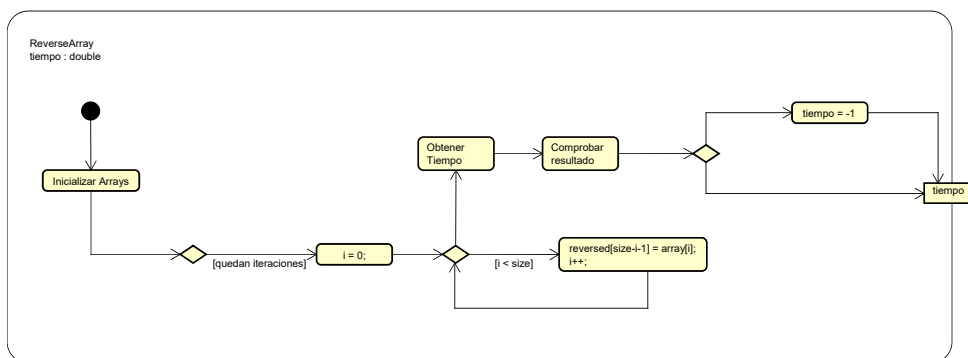 ReverseArray
tiempo : double
Inicializar Arrays
[quedan iteraciones]
i = 0;
Obtener
Tiempo
Comprobar
resultado
[i < size]
reversed[size-i-1] = array[i];
i++;
tiempo = -1
tiempo